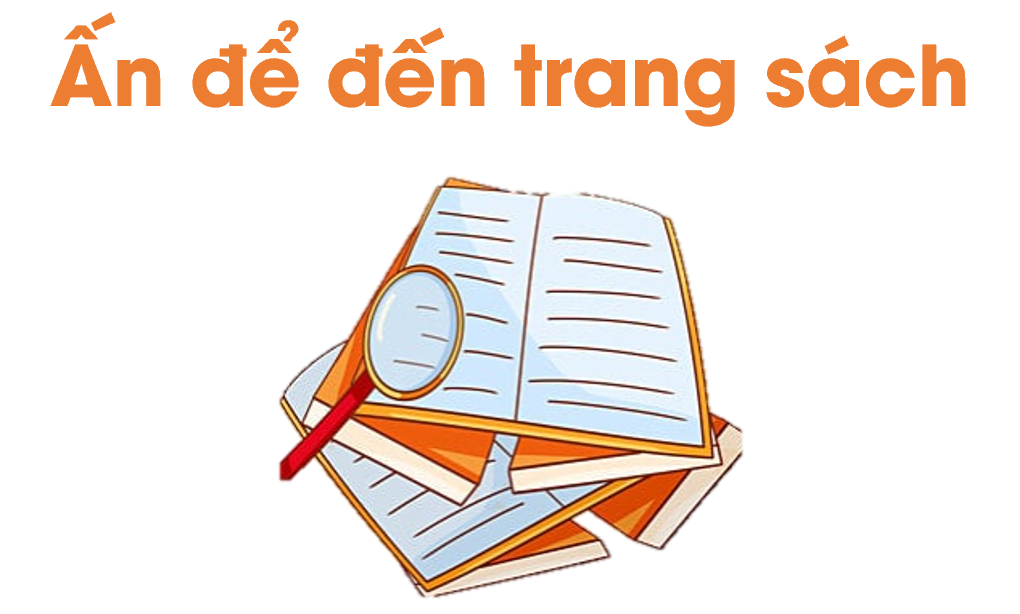 Ấn để đến trang sách